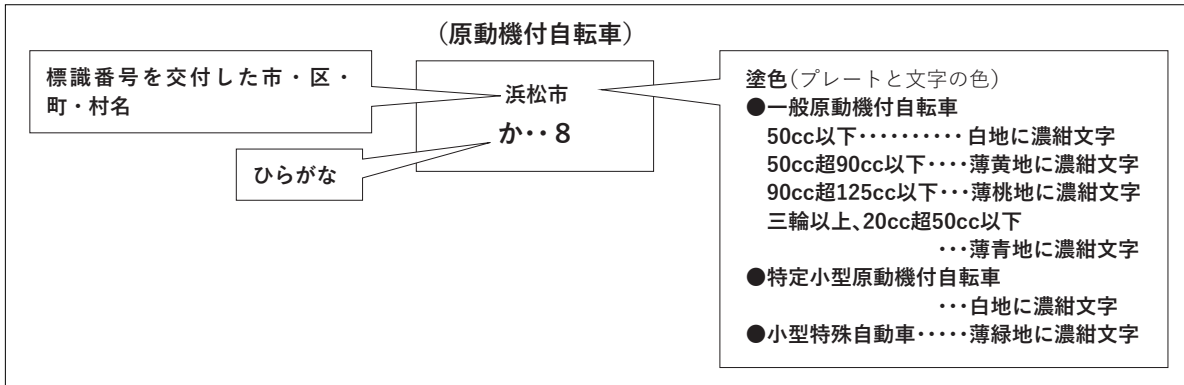 (原動機付自転車)
標識番号を交付した市・区・
町・村名
浜松市
か・・8
ひらがな
塗色(プレートと文字の色)
●一般原動機付自転車
50cc以下・・・・・・・・・・白地に濃紺文字
50cc超90cc以下・・・・薄黄地に濃紺文字
90cc超125cc以下・・・薄桃地に濃紺文字
三輪以上、20cc超50cc以下
・・・薄青地に濃紺文字
●特定小型原動機付自転車
・・・白地に濃紺文字
●小型特殊自動車・・・・・薄緑地に濃紺文字